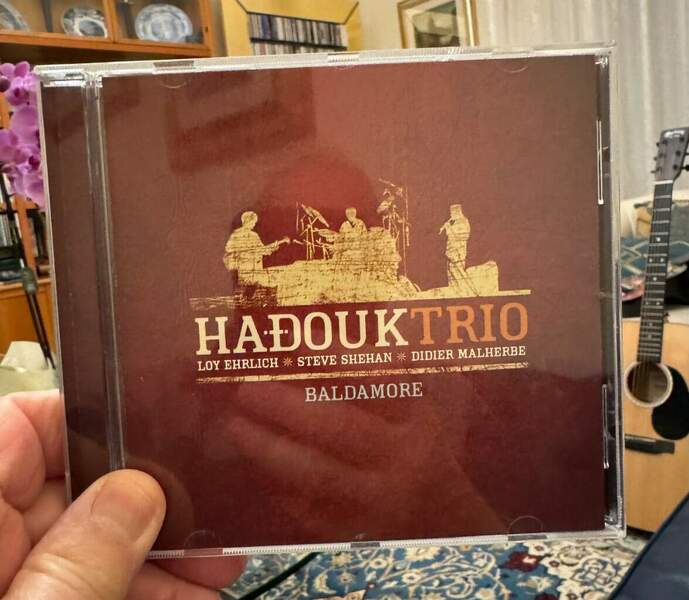 HAĐOUKTRIO
LOY EHRLICH ✷ STEVE SHEHAN ✷ DIDIER MALHERBE
BALDAMORE